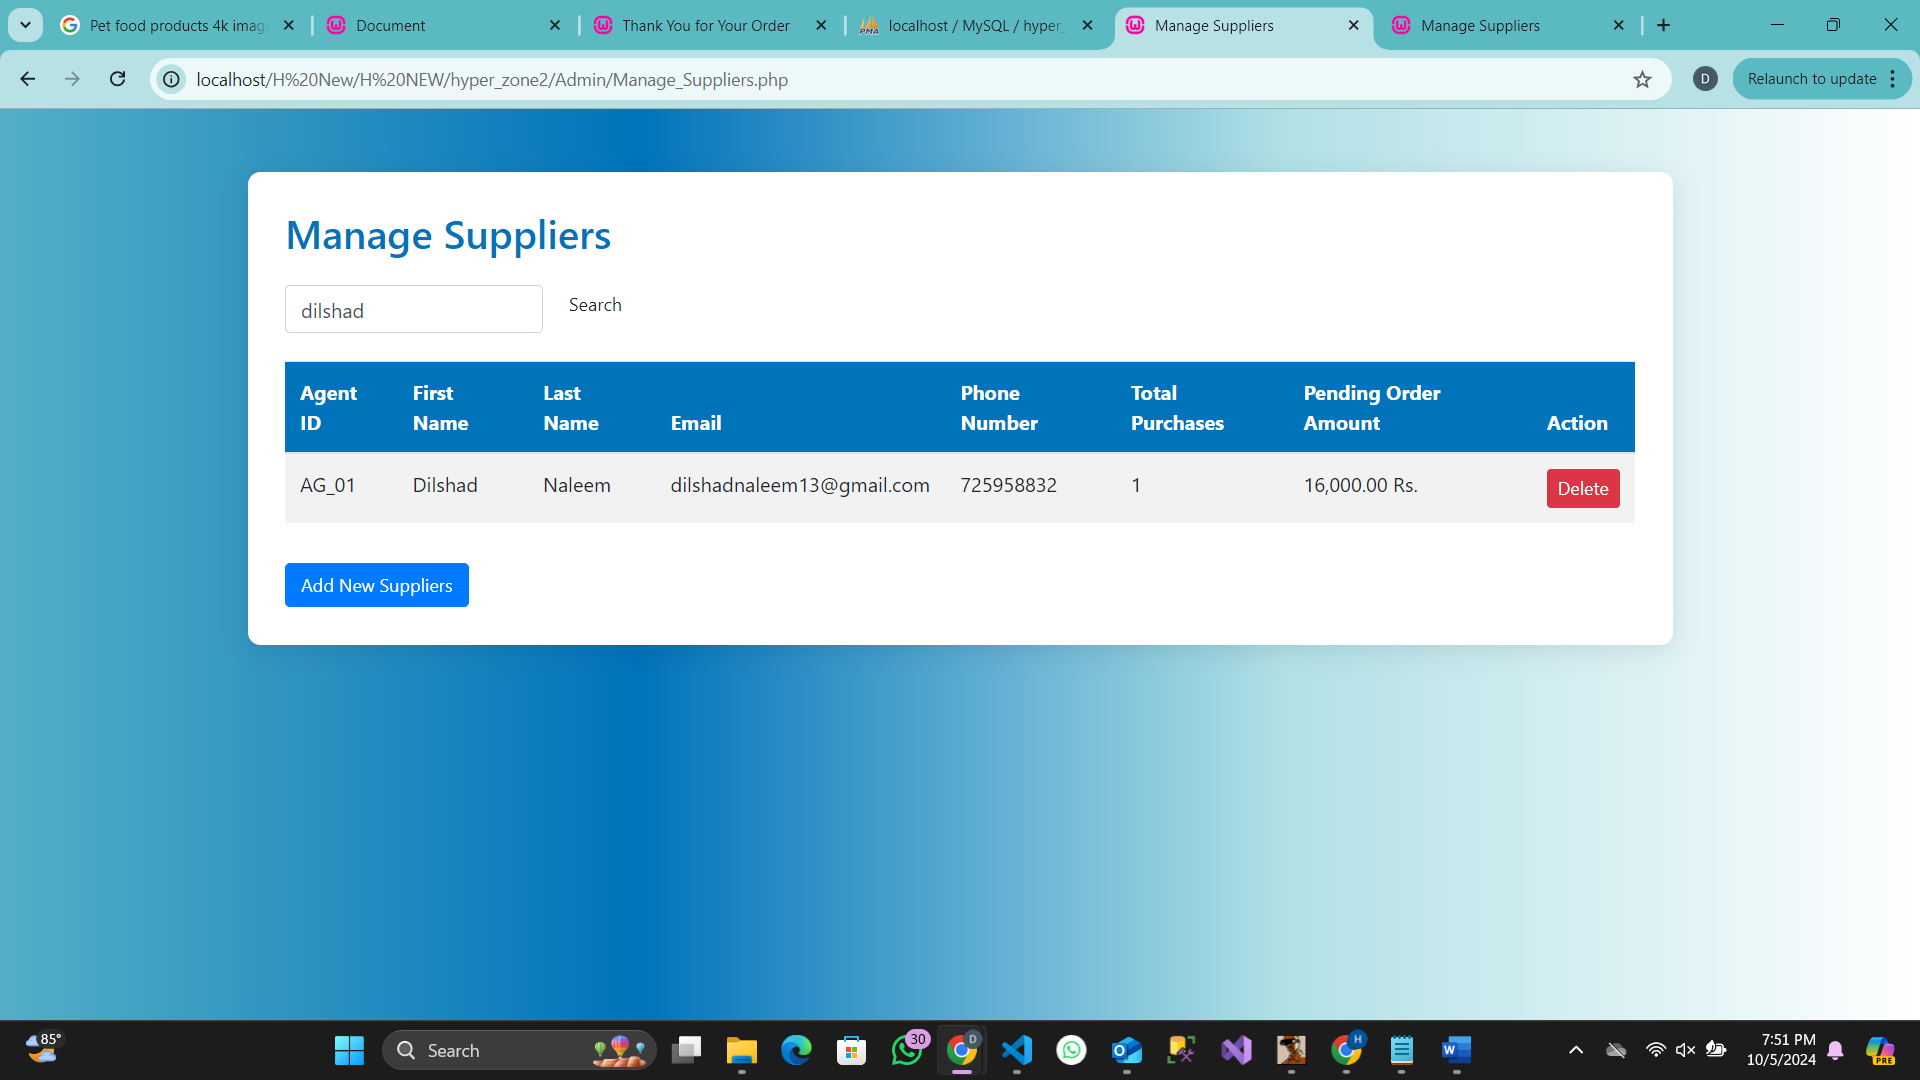 Pet food products 4k imag
Document
Thank You for Your Order
localhost / MySQL / hyper_
Manage Suppliers
Manage Suppliers
localhost/H%20New/H%20NEW/hyper_zone2/Admin/Manage_Suppliers.php
D
Relaunch to update
Manage Suppliers
dilshad
Search
Agent ID First Name Last Name Email Phone Number Total Purchases Pending Order Amount Action
AG_01 Dilshad Naleem dilshadnaleem13@gmail.com 725958832 1 16,000.00 Rs. Delete
Add New Suppliers
85°
Search
30
D
H
7:51 PM
10/5/2024
PRE